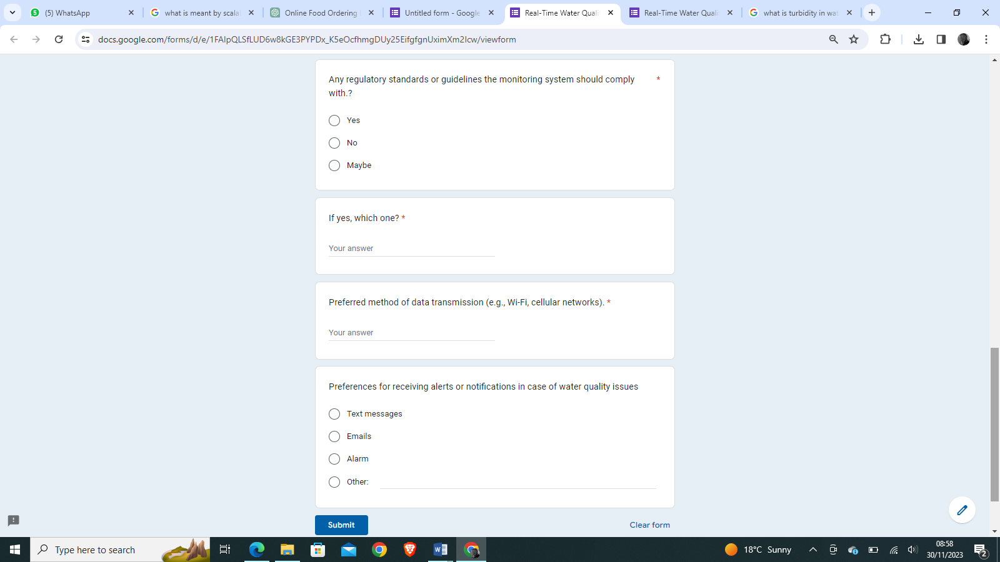 (5) WhatsApp
what is meant by scala
Online Food Ordering
Untitled form - Google
Real-Time Water Quali
Real-Time Water Quali
what is turbidity in wat
docs.google.com/forms/d/e/1FAIpQLSfLUD6w8kGE3PYPDx_K5eOcfhmgDUy25EifgfgnUximXm2Icw/viewform
Any regulatory standards or guidelines the monitoring system should comply *
with.?
Yes
No
Maybe
If yes, which one? *
Your answer
Preferred method of data transmission (e.g., Wi-Fi, cellular networks). *
Your answer
Preferences for receiving alerts or notifications in case of water quality issues
Text messages
Emails
Alarm
Other:
Submit
Clear form
Type here to search
18°C Sunny
08:58
30/11/2023
2